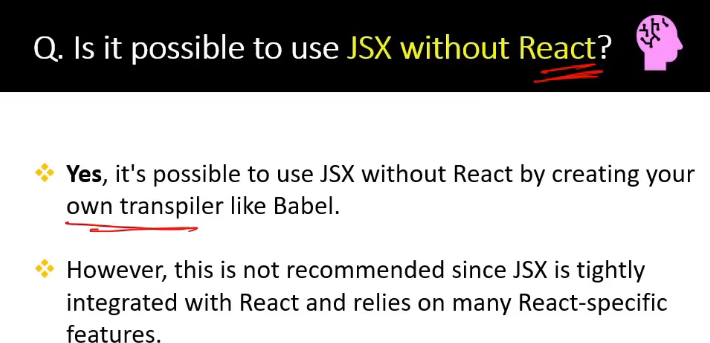 Q. Is it possible to use JSX without React?
❖ Yes, it's possible to use JSX without React by creating your
own transpiler like Babel.
❖ However, this is not recommended since JSX is tightly
integrated with React and relies on many React-specific
features.